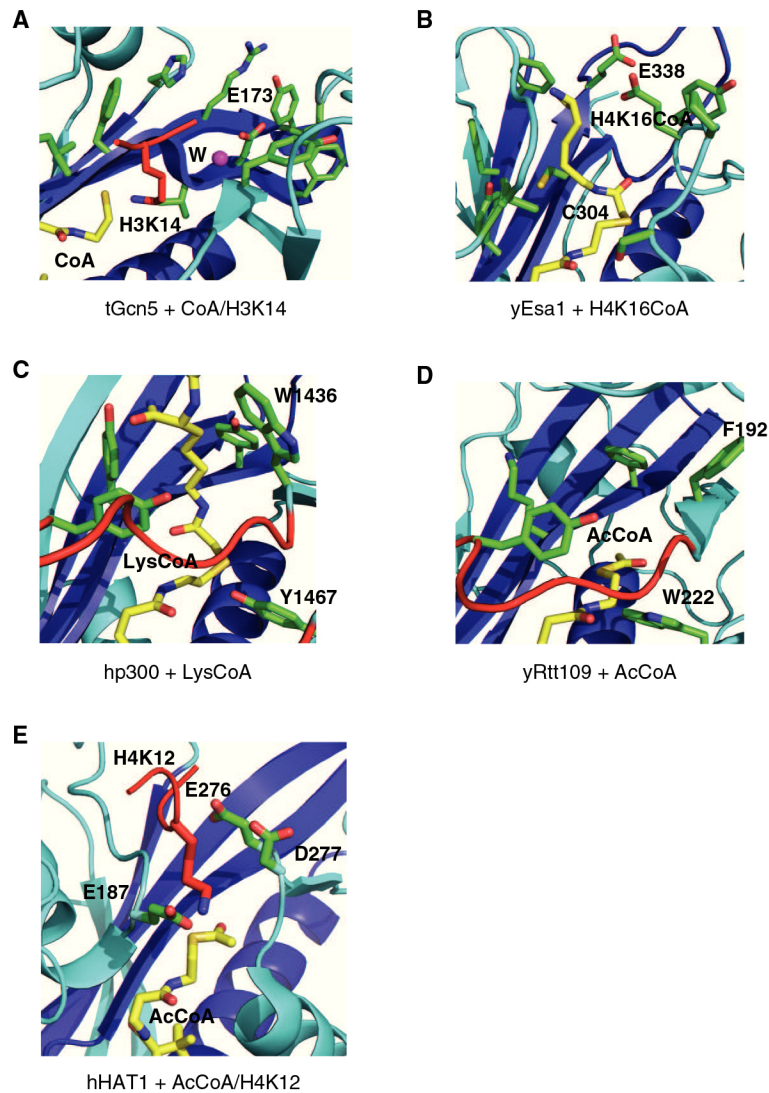 A
E173
W
H3K14
CoA
tGcn5 + CoA/H3K14
B
E338
H4K16CoA
C304
yEsa1 + H4K16CoA
C
W1436
LysCoA
Y1467
hp300 + LysCoA
D
F192
AcCoA
W222
yRtt109 + AcCoA
E
H4K12
E276
D277
E187
AcCoA
hHAT1 + AcCoA/H4K12